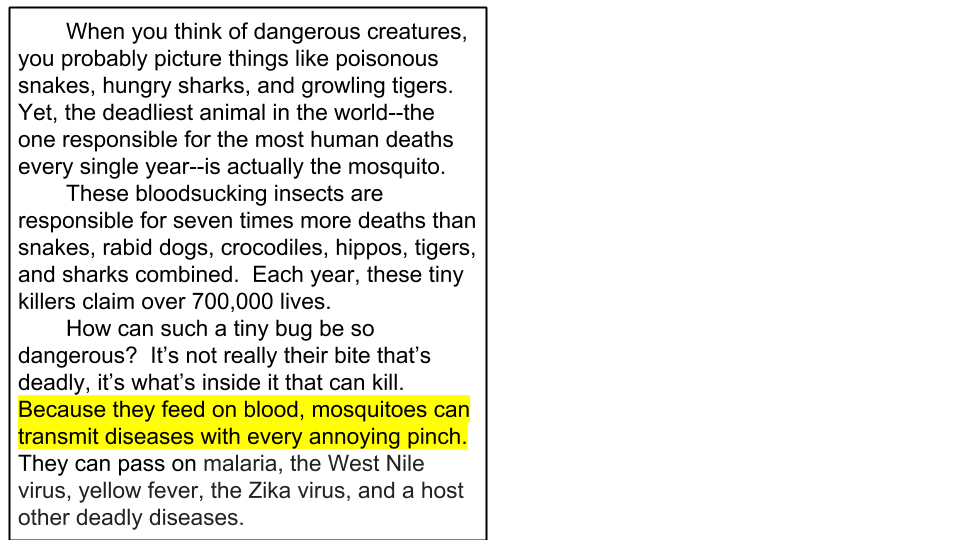 When you think of dangerous creatures,
you probably picture things like poisonous
snakes, hungry sharks, and growling tigers.
Yet, the deadliest animal in the world--the
one responsible for the most human deaths
every single year--is actually the mosquito.
These bloodsucking insects are
responsible for seven times more deaths than
snakes, rabid dogs, crocodiles, hippos, tigers,
and sharks combined.  Each year, these tiny
killers claim over 700,000 lives.
How can such a tiny bug be so
dangerous?  It’s not really their bite that’s
deadly, it’s what’s inside it that can kill.
Because they feed on blood, mosquitoes can
transmit diseases with every annoying pinch.
They can pass on malaria, the West Nile
virus, yellow fever, the Zika virus, and a host
other deadly diseases.